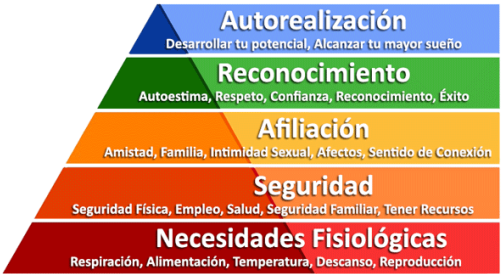 Autorealización
Desarrollar tu potencial, Alcanzar tu mayor sueño
Reconocimiento
Autoestima, Respeto, Confianza, Reconocimiento, Éxito
Afiliación
Amistad, Familia, Intimidad Sexual, Afectos, Sentido de Conexión
Seguridad
Seguridad Física, Empleo, Salud, Seguridad Familiar, Tener Recursos
Necesidades Fisiológicas
Respiración, Alimentación, Temperatura, Descanso, Reproducción